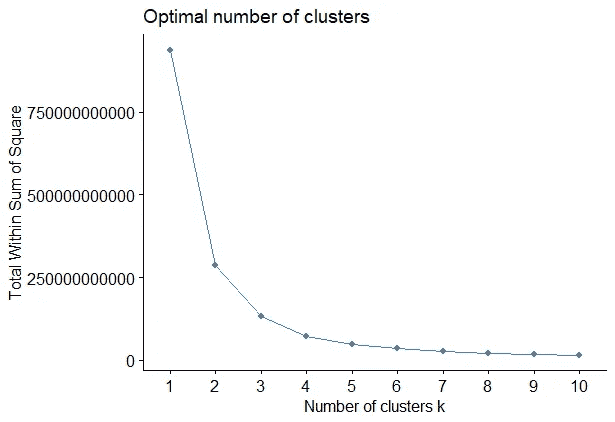 Optimal number of clusters
Total Within Sum of Square
750000000000
500000000000
250000000000
0
1 2 3 4 5 6 7 8 9 10
Number of clusters k